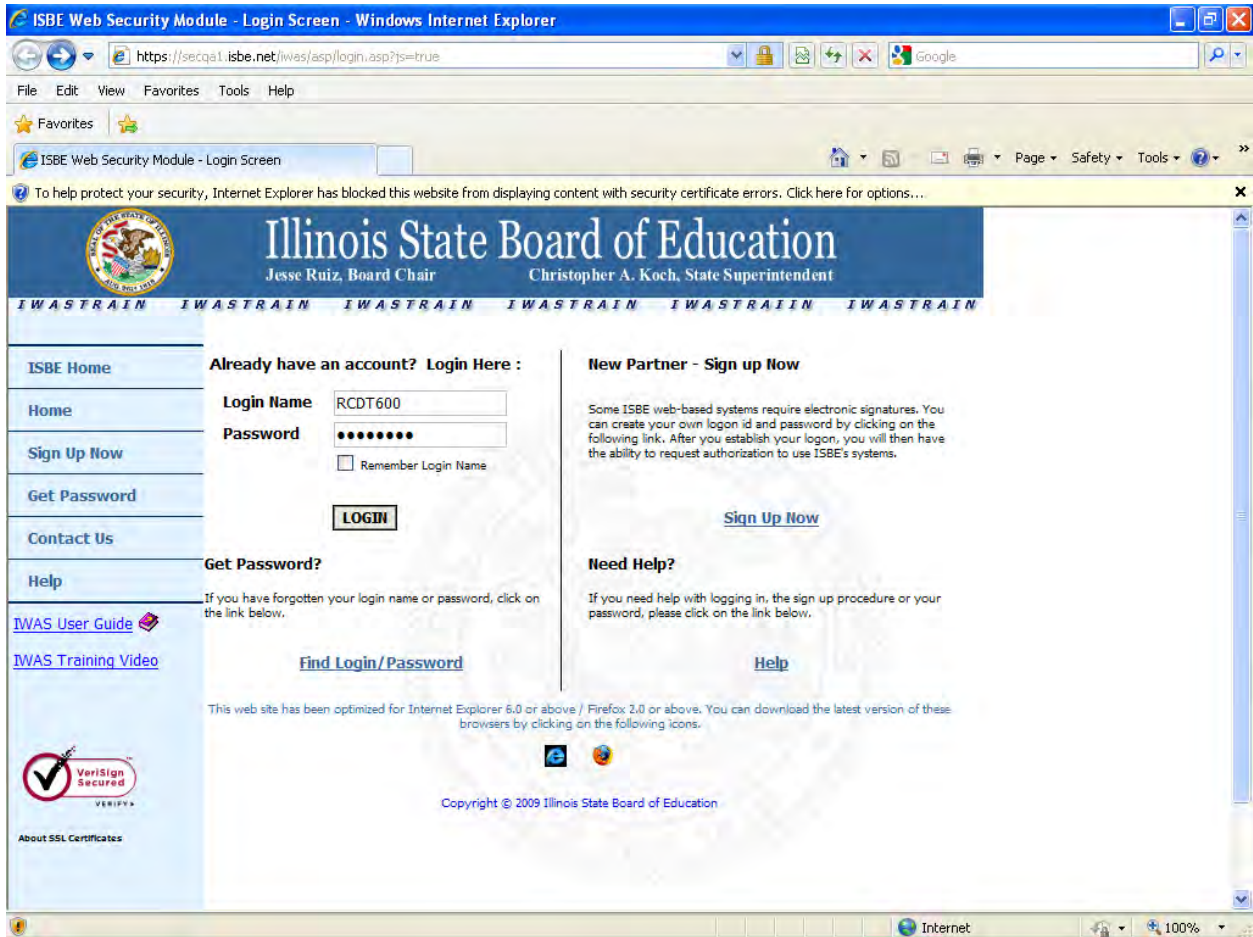 ISBE Web Security Module - Login Screen - Windows Internet Explorer
https://secqa1.isbe.net/iwas/asp/login.asp?js=true
Google
File Edit View Favorites Tools Help
Favorites
ISBE Web Security Module - Login Screen
Page Safety Tools
To help protect your security, Internet Explorer has blocked this website from displaying content with security certificate errors. Click here for options...
Illinois State Board of Education
Jesse Ruiz, Board Chair Christopher A. Koch, State Superintendent
IWASTRAIN IWASTRAIN IWASTRAIN IWASTRAIN IWASTRAIIN IWASTRAIN
ISBE Home
Home
Sign Up Now
Get Password
Contact Us
Help
IWAS User Guide
IWAS Training Video
VeriSign
Secured
VERIFY
About SSL Certificates
Already have an account? Login Here :
Login Name RCDT600
Password ••••••••
Remember Login Name
LOGIN
Get Password?
If you have forgotten your login name or password, click on
the link below.
Find Login/Password
New Partner - Sign up Now
Some ISBE web-based systems require electronic signatures. You
can create your own logon id and password by clicking on the
following link. After you establish your logon, you will then have
the ability to request authorization to use ISBE's systems.
Sign Up Now
Need Help?
If you need help with logging in, the sign up procedure or your
password, please click on the link below.
Help
This web site has been optimized for Internet Explorer 6.0 or above / Firefox 2.0 or above. You can download the latest version of these
browsers by clicking on the following icons.
Copyright © 2009 Illinois State Board of Education
Internet
100%